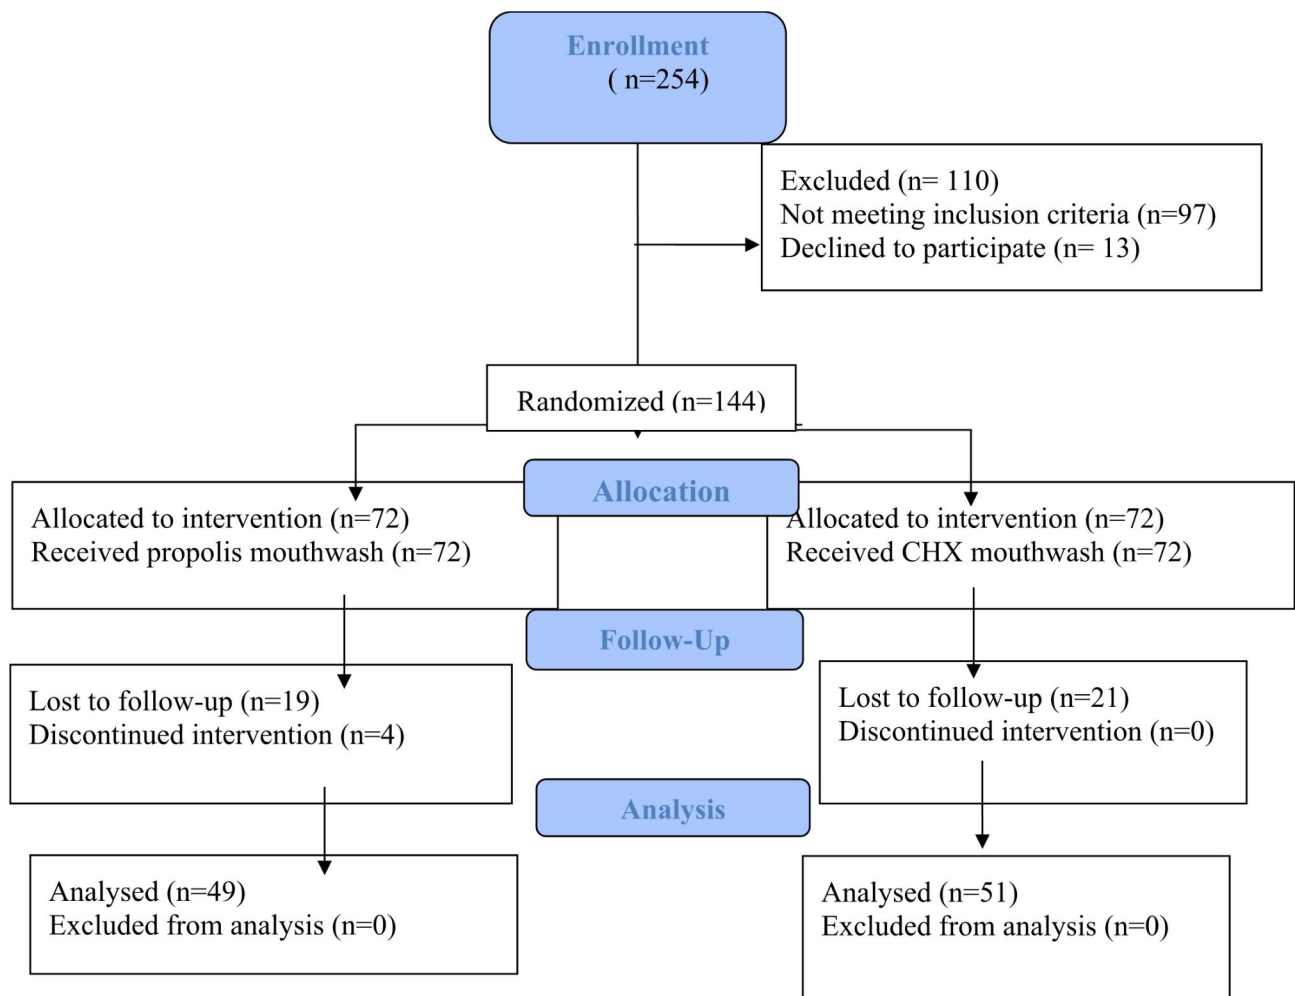 Enrollment
( n=254)
Excluded (n= 110)
Not meeting inclusion criteria (n=97)
Declined to participate (n= 13)
Randomized (n=144)
Allocation
Allocated to intervention (n=72)
Received propolis mouthwash (n=72)
Allocated to intervention (n=72)
Received CHX mouthwash (n=72)
Follow-Up
Lost to follow-up (n=19)
Discontinued intervention (n=4)
Lost to follow-up (n=21)
Discontinued intervention (n=0)
Analysis
Analysed (n=49)
Excluded from analysis (n=0)
Analysed (n=51)
Excluded from analysis (n=0)